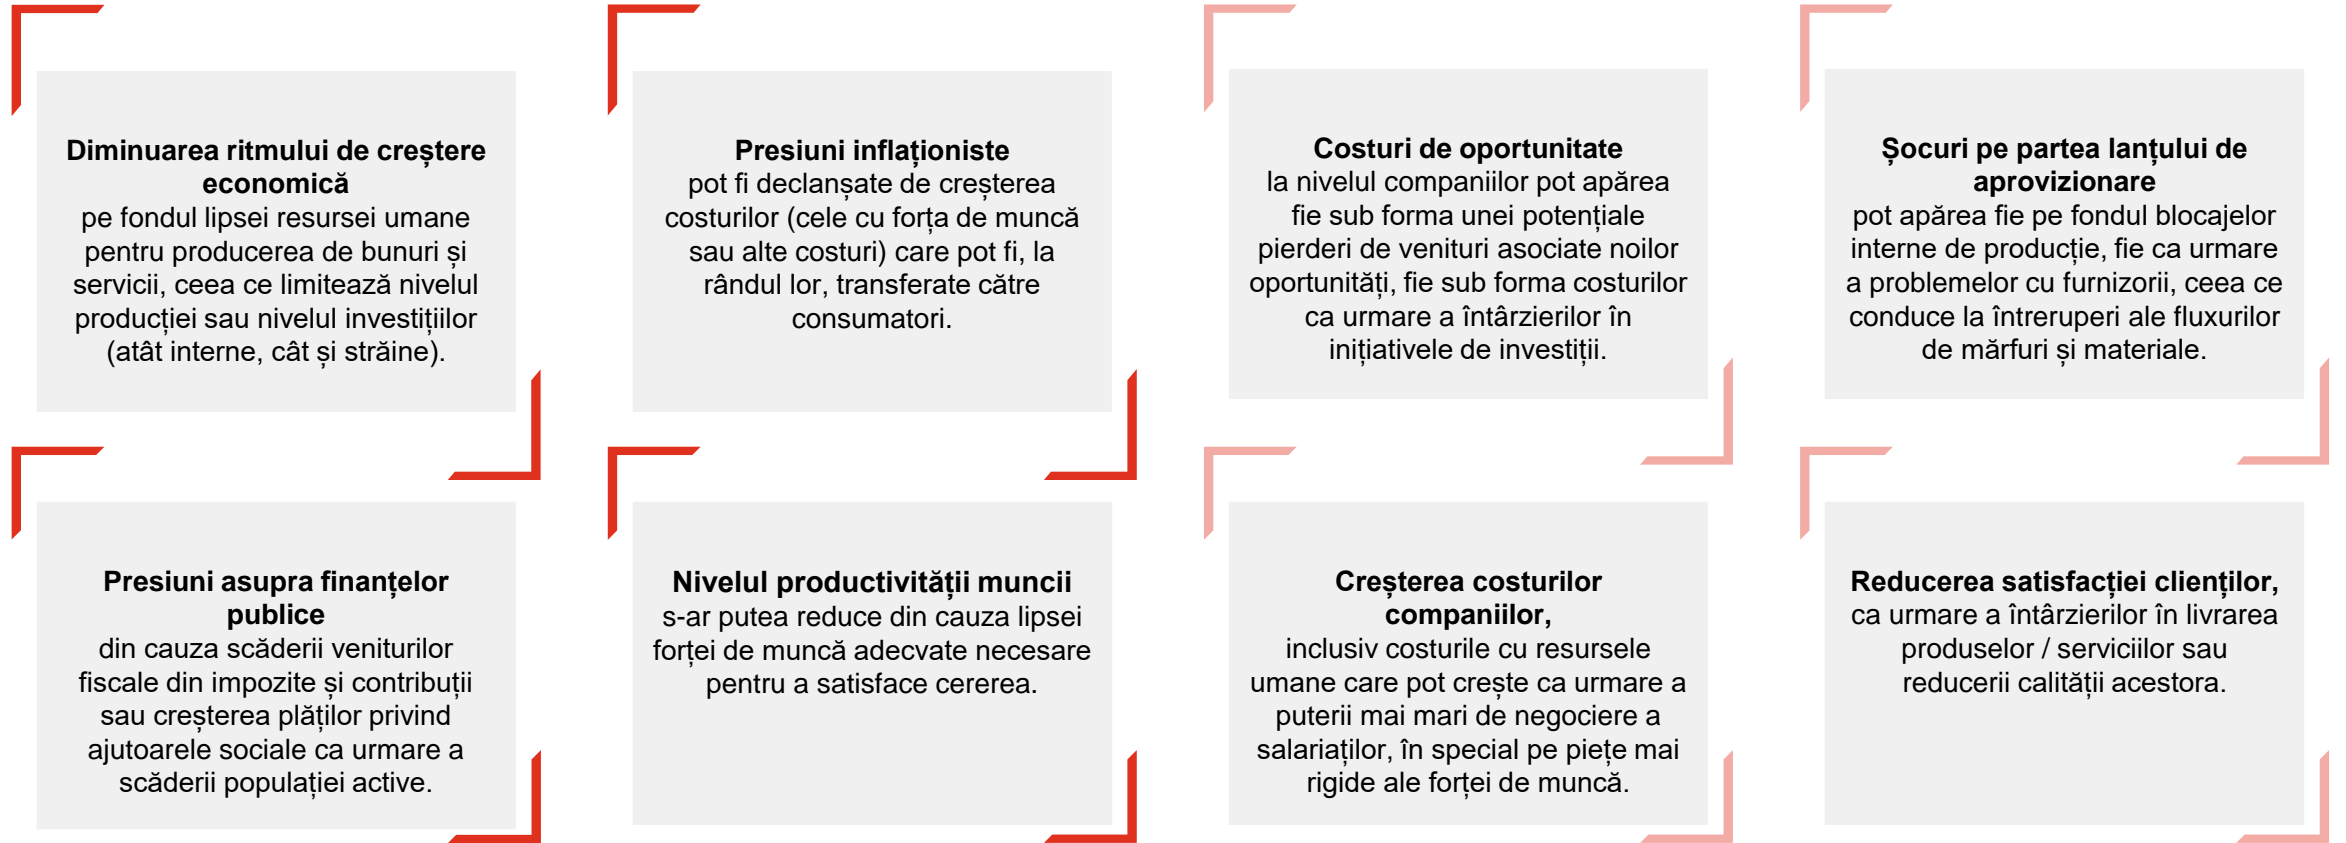 Diminuarea ritmului de creștere
economică
pe fondul lipsei resursei umane
pentru producerea de bunuri și
servicii, ceea ce limitează nivelul
producției sau nivelul investițiilor
(atât interne, cât și străine).
Presiuni inflaționiste
pot fi declanșate de creșterea
costurilor (cele cu forța de muncă
sau alte costuri) care pot fi, la
rândul lor, transferate către
consumatori.
Costuri de oportunitate
la nivelul companiilor pot apărea
fie sub forma unei potențiale
pierderi de venituri asociate noilor
oportunități, fie sub forma costurilor
ca urmare a întârzierilor în
inițiativele de investiții.
Șocuri pe partea lanțului de
aprovizionare
pot apărea fie pe fondul blocajelor
interne de producție, fie ca urmare
a problemelor cu furnizorii, ceea ce
conduce la întreruperi ale fluxurilor
de mărfuri și materiale.
Presiuni asupra finanțelor
publice
din cauza scăderii veniturilor
fiscale din impozite și contribuții
sau creșterea plăților privind
ajutoarele sociale ca urmare a
scăderii populației active.
Nivelul productivității muncii
s-ar putea reduce din cauza lipsei
forței de muncă adecvate necesare
pentru a satisface cererea.
Creșterea costurilor
companiilor,
inclusiv costurile cu resursele
umane care pot crește ca urmare a
puterii mai mari de negociere a
salariaților, în special pe piețe mai
rigide ale forței de muncă.
Reducerea satisfacției clienților,
ca urmare a întârzierilor în livrarea
produselor / serviciilor sau
reducerii calității acestora.